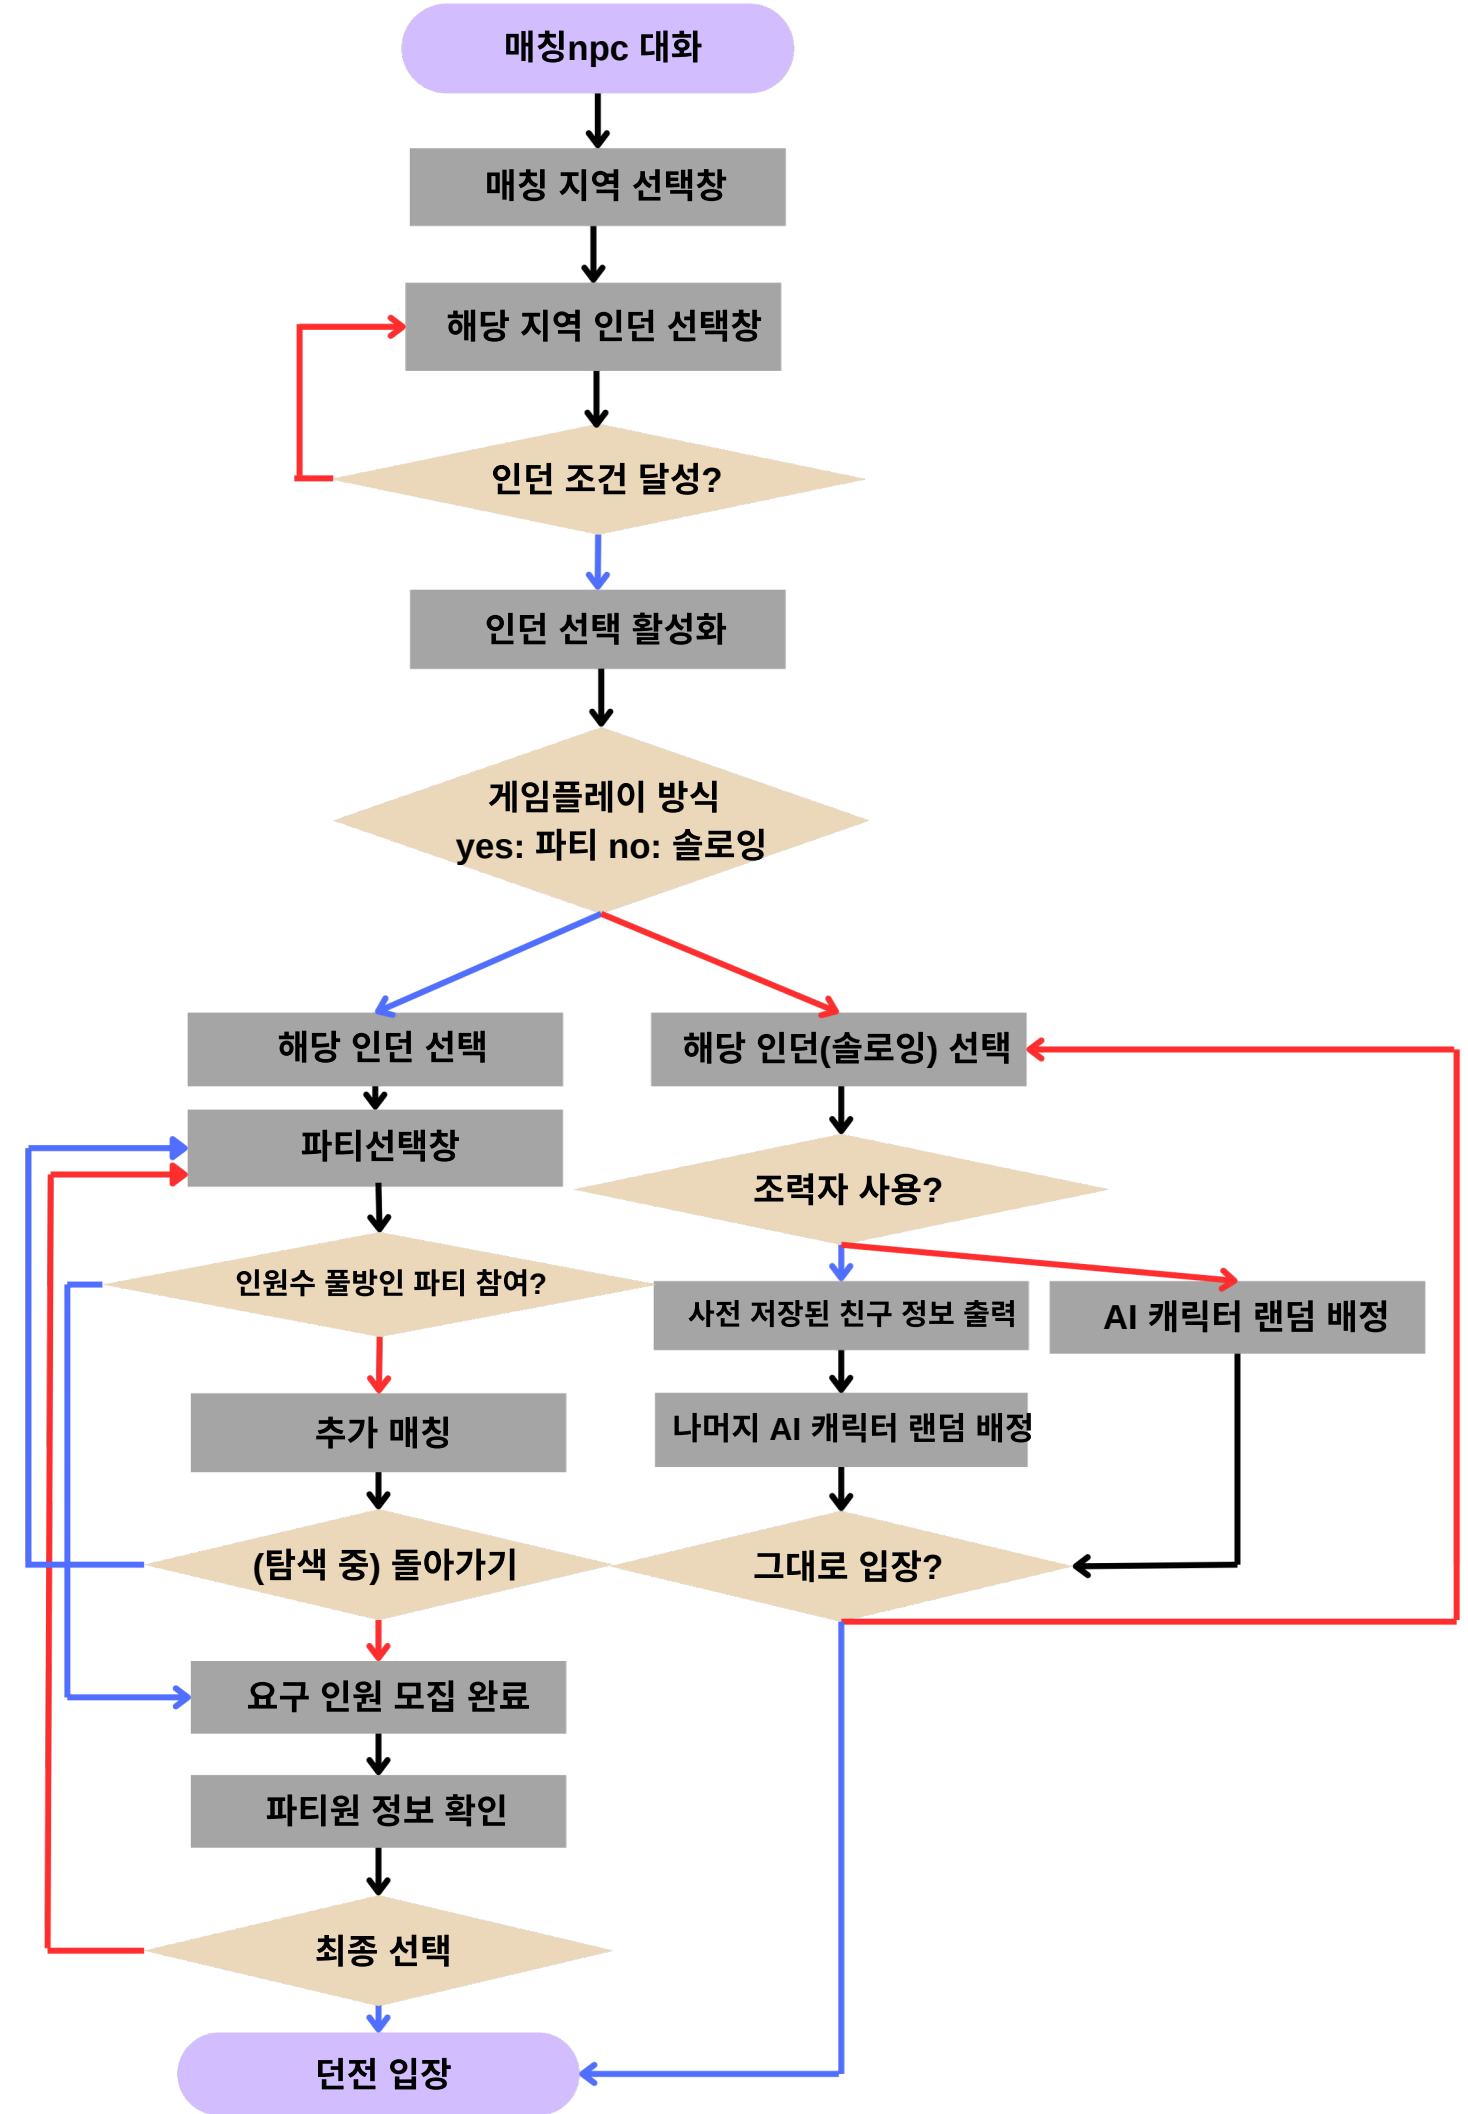 매칭npc 대화
매칭 지역 선택창
해당 지역 인던 선택창
인던 조건 달성?
인던 선택 활성화
게임플레이 방식
yes: 파티 no: 솔로잉
해당 인던 선택
해당 인던(솔로잉) 선택
파티선택창
조력자 사용?
인원수 풀방인 파티 참여?
사전 저장된 친구 정보 출력
AI 캐릭터 랜덤 배정
추가 매칭
나머지 AI 캐릭터 랜덤 배정
(탐색 중) 돌아가기
그대로 입장?
요구 인원 모집 완료
파티원 정보 확인
최종 선택
던전 입장